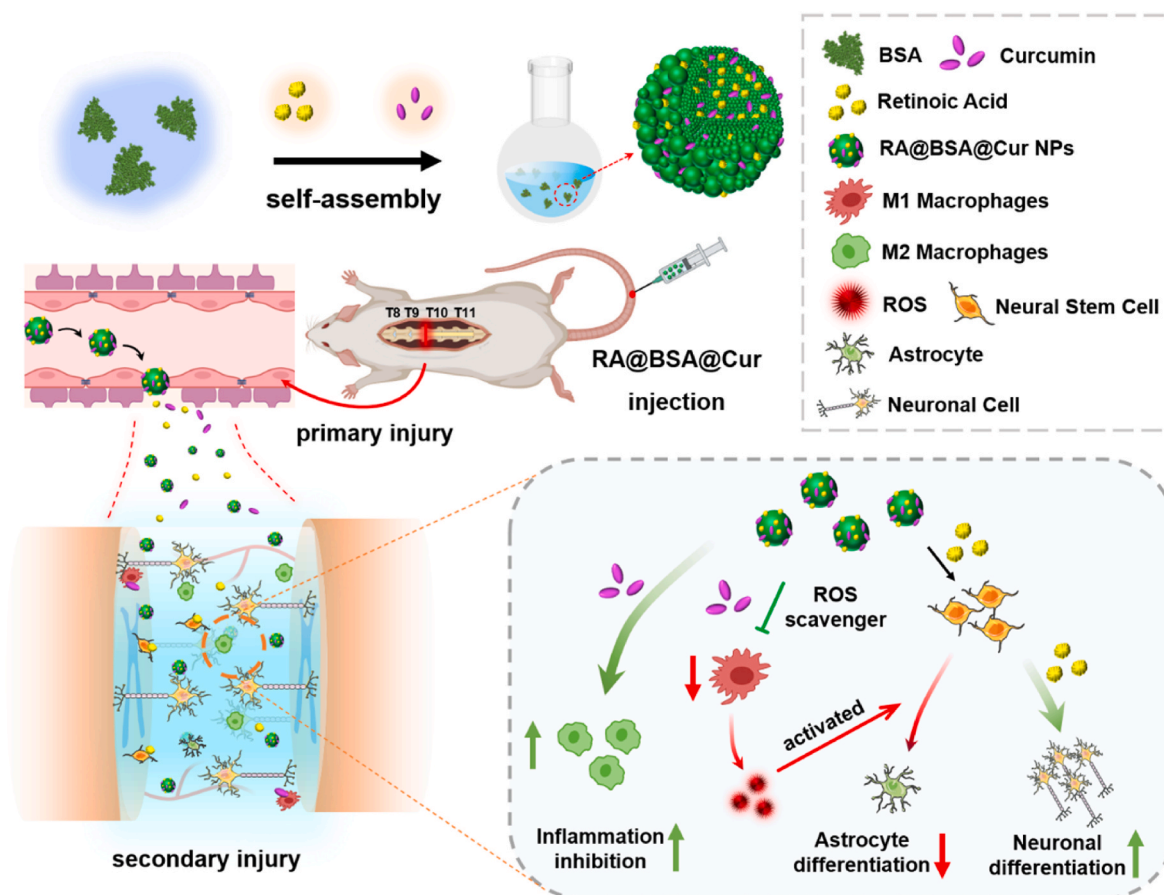 self-assembly
BSA
Curcumin
Retinoic Acid
RA@BSA@Cur NPs
M1 Macrophages
M2 Macrophages
ROS
Neural Stem Cell
Astrocyte
Neuronal Cell
T8 T9 T10 T11
RA@BSA@Cur
injection
primary injury
secondary injury
ROS
scavenger
activated
Inflammation
inhibition
Astrocyte
differentiation
Neuronal
differentiation